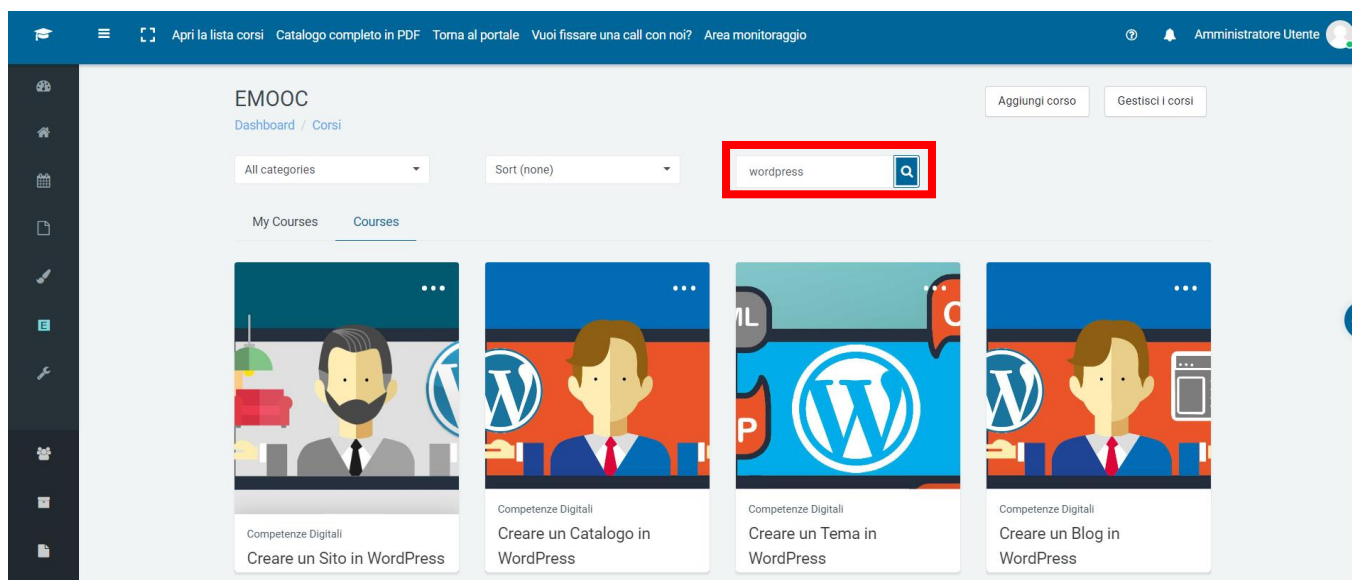 Apri la lista corsi Catalogo completo in PDF Torna al portale Vuoi fissare una call con noi? Area monitoraggio Amministratore Utente
EMOOC
Aggiungi corso Gestisci i corsi
Dashboard / Corsi
All categories Sort (none) wordpress
My Courses Courses
Competenze Digitali
Creare un Sito in WordPress
Competenze Digitali
Creare un Catalogo in
WordPress
Competenze Digitali
Creare un Tema in
WordPress
Competenze Digitali
Creare un Blog in
WordPress